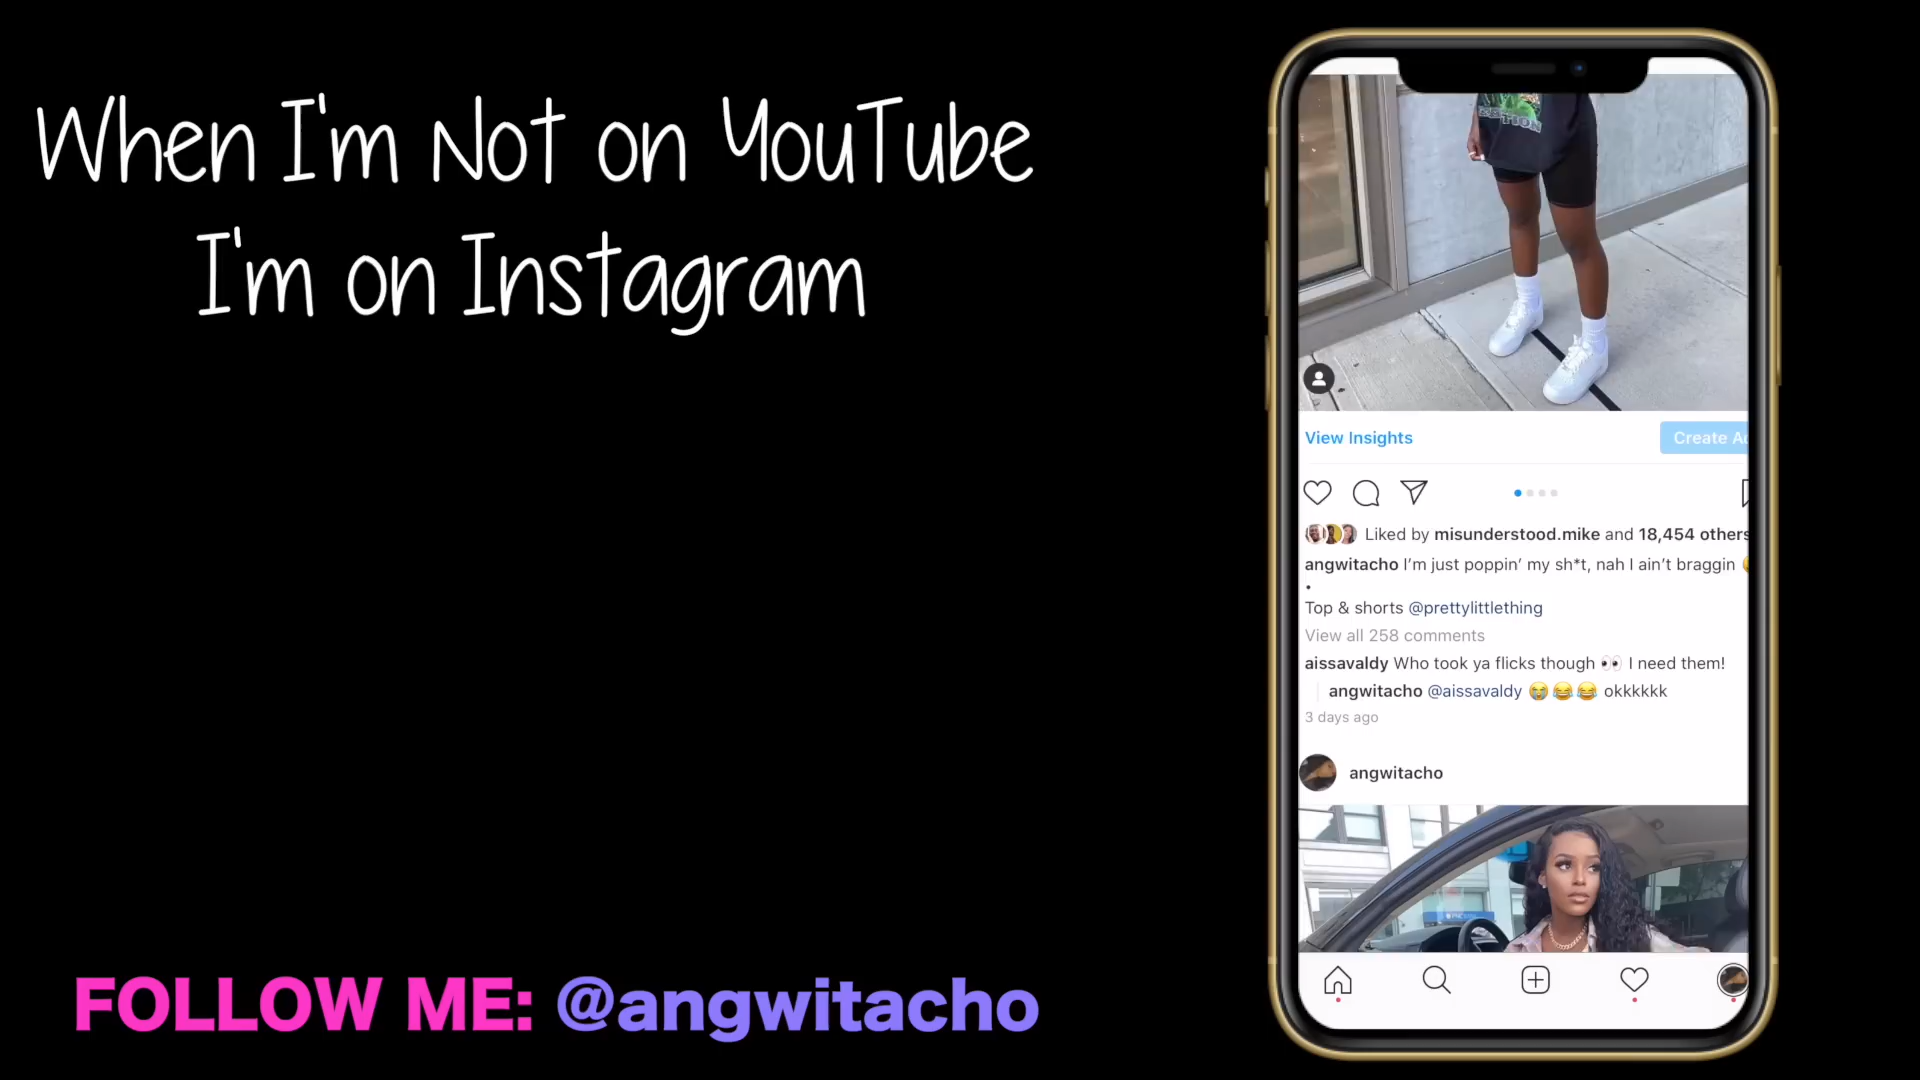 When I'm Not on YouTube
I'm on Instagram
FOLLOW ME: @angwitacho
View Insights
Liked by misunderstood.mike and 18,454 others
angwitacho I'm just poppin' my sh*t, nah I ain't braggin
•
Top & shorts @prettylittlething
View all 258 comments
aissavaldy Who took ya flicks though 👀 I need them!
angwitacho @aissavaldy 😭😂😂 okkkkkk
3 days ago
angwitacho